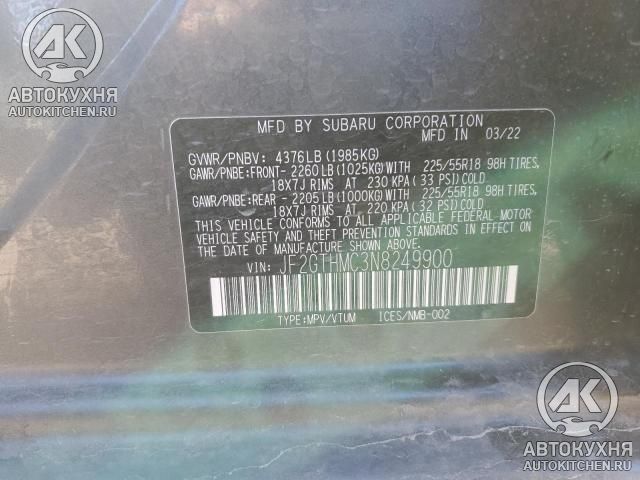 AK
АВТОКУХНЯ
AUTOKITCHEN.RU
MFD BY SUBARU CORPORATION
MFD IN 03/22
GVWR/PNBV: 4376LB (1985KG)
GAWR/PNBE:FRONT- 2260LB (1025KG)WITH 225/55R18 98H TIRES,
18X7J RIMS AT 230 KPA (33 PSI)COLD
GAWR/PNBE:REAR - 2205LB (1000KG)WITH 225/55R18 98H TIRES,
18X7J RIMS AT 220 KPA (32 PSI)COLD
THIS VEHICLE CONFORMS TO ALL APPLICABLE FEDERAL MOTOR
VEHICLE SAFETY AND THEFT PREVENTION STANDARDS IN EFFECT ON
THE DATE OF MANUFACTURE SHOWN ABOVE.
VIN: JF2GTHMC3N8249900
TYPE:MPV/VTUM ICES/NMB-002
AK
АВТОКУХНЯ
AUTOKITCHEN.RU